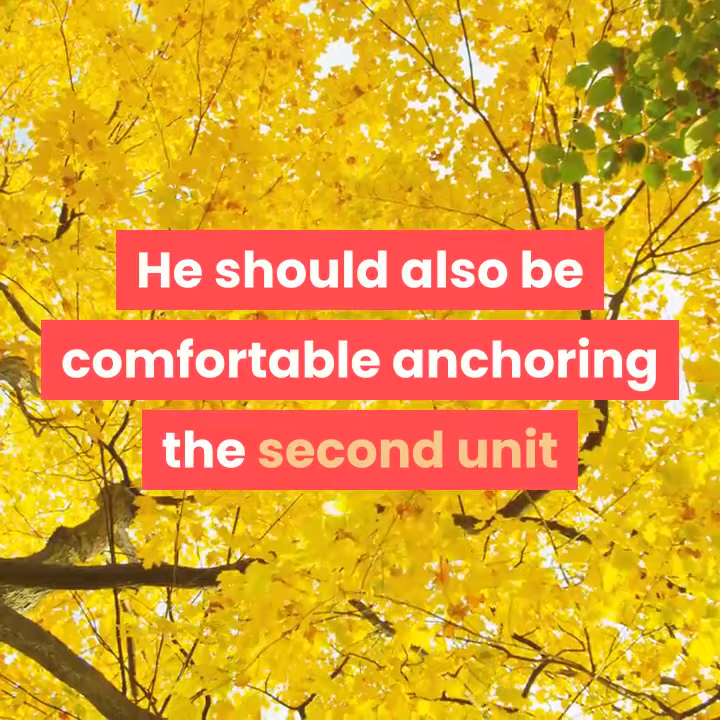 He should also be
comfortable anchoring
the second unit